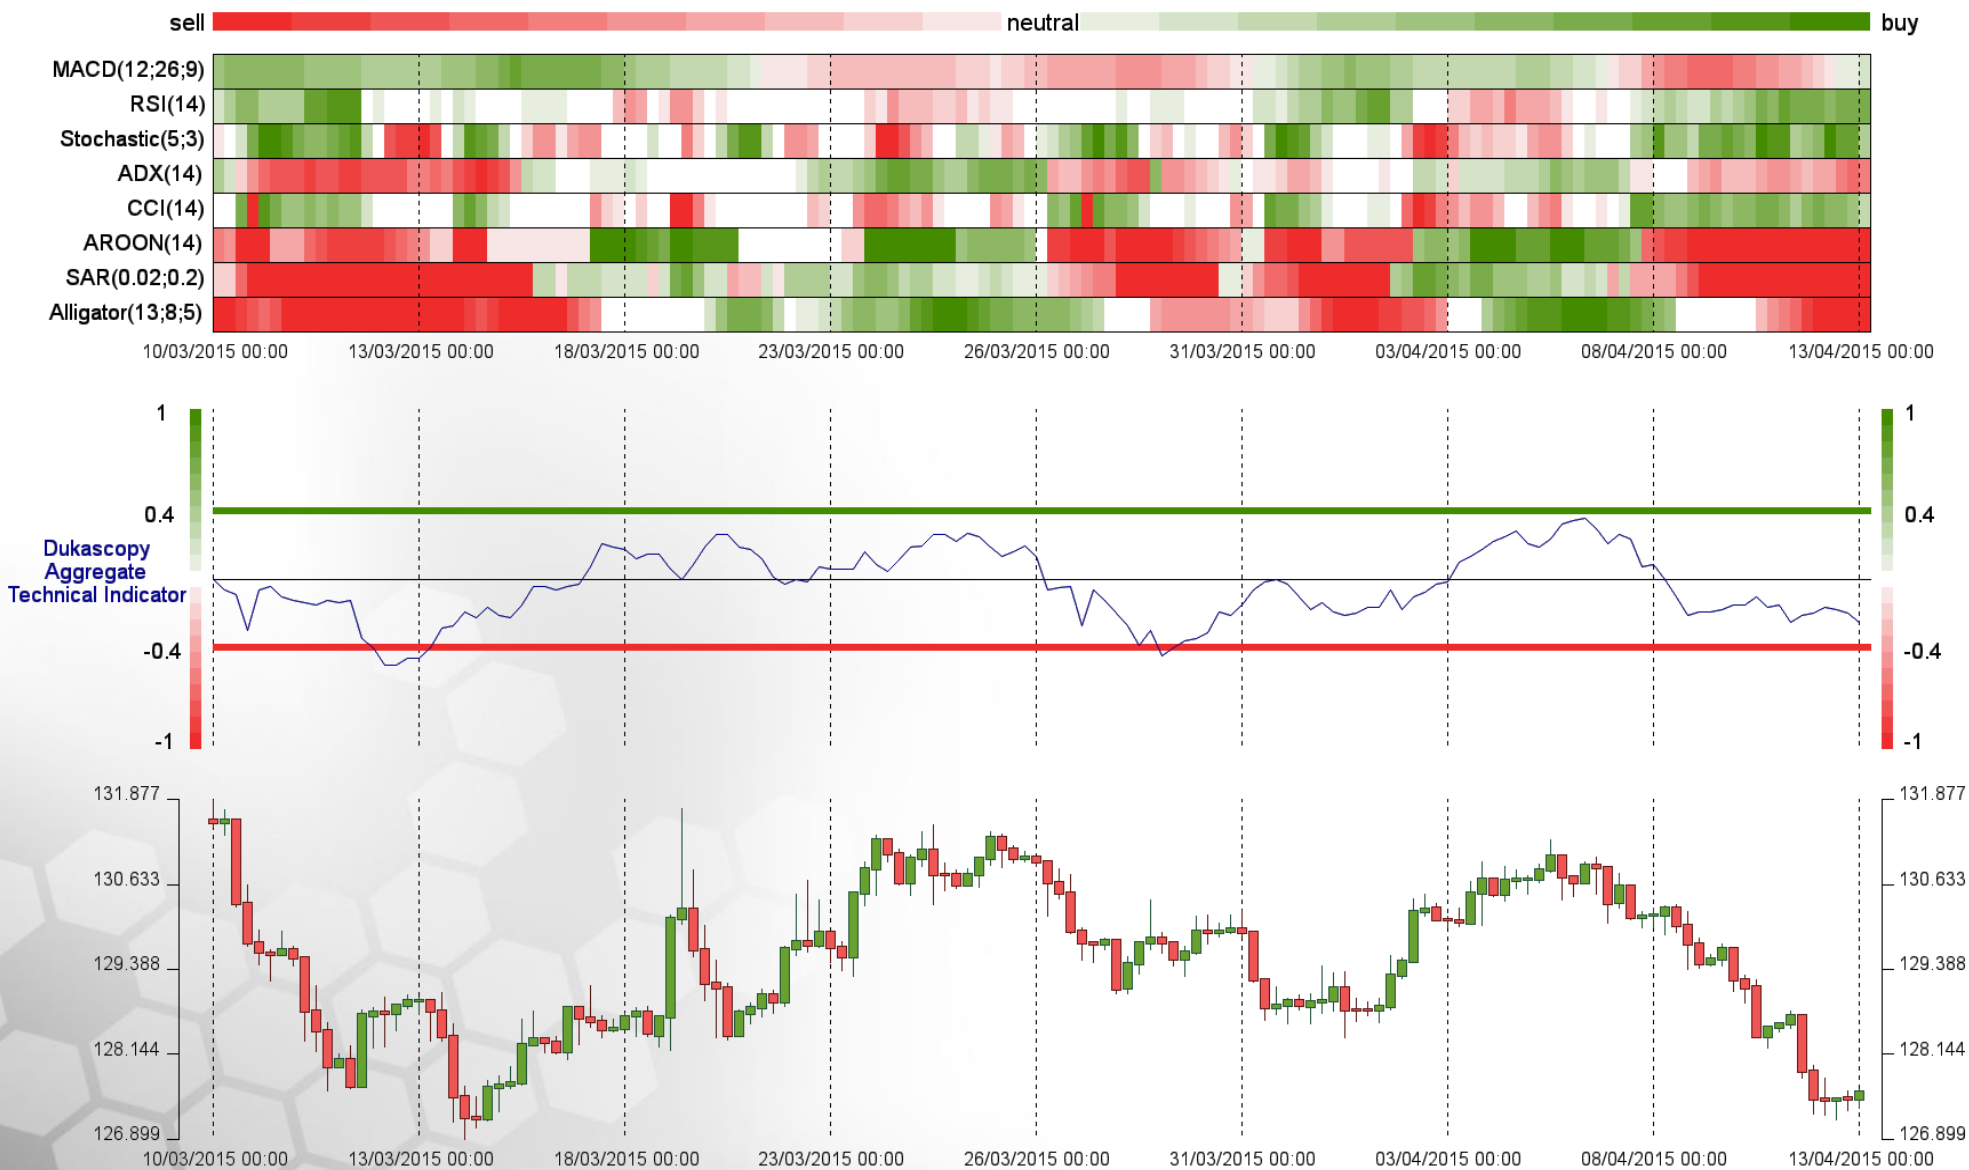 sell neutral buy
MACD(12;26;9)
RSI(14)
Stochastic(5;3)
ADX(14)
CCI(14)
AROON(14)
SAR(0.02;0.2)
Alligator(13;8;5)
10/03/2015 00:00 13/03/2015 00:00 18/03/2015 00:00 23/03/2015 00:00 26/03/2015 00:00 31/03/2015 00:00 03/04/2015 00:00 08/04/2015 00:00 13/04/2015 00:00
1 1
0.4 0.4
Dukascopy
Aggregate
Technical Indicator
-0.4 -0.4
-1 -1
131.877 131.877
130.633 130.633
129.388 129.388
128.144 128.144
126.899 126.899
10/03/2015 00:00 13/03/2015 00:00 18/03/2015 00:00 23/03/2015 00:00 26/03/2015 00:00 31/03/2015 00:00 03/04/2015 00:00 08/04/2015 00:00 13/04/2015 00:00